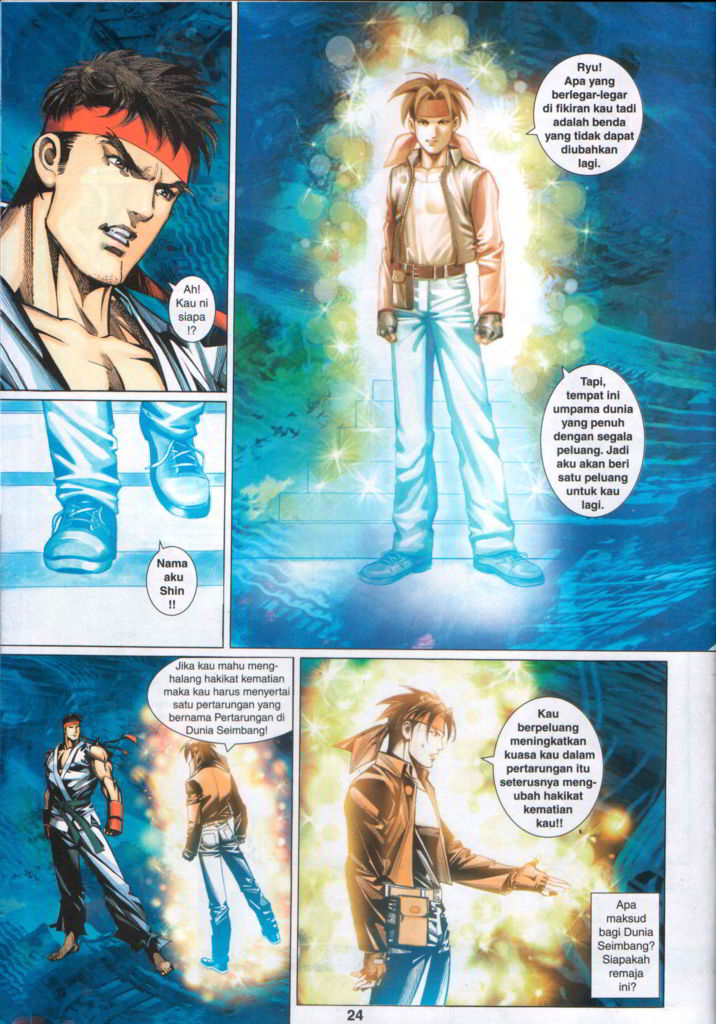 Ah!
Kau ni
siapa
!?
Ryu!
Apa yang
berlegar-legar
di fikiran kau tadi
adalah benda
yang tidak dapat
diubahkan
lagi.
Tapi,
tempat ini
umpama dunia
yang penuh
dengan segala
peluang. Jadi
aku akan beri
satu peluang
untuk kau
lagi.
Nama
aku
Shin
!!
Jika kau mahu meng-
halang hakikat kematian
maka kau harus menyertai
satu pertarungan yang
bernama Pertarungan di
Dunia Seimbang!
Kau
berpeluang
meningkatkan
kuasa kau dalam
pertarungan itu
seterusnya meng-
ubah hakikat
kematian
kau!!
Apa
maksud
bagi Dunia
Seimbang?
Siapakah
remaja
ini?
24